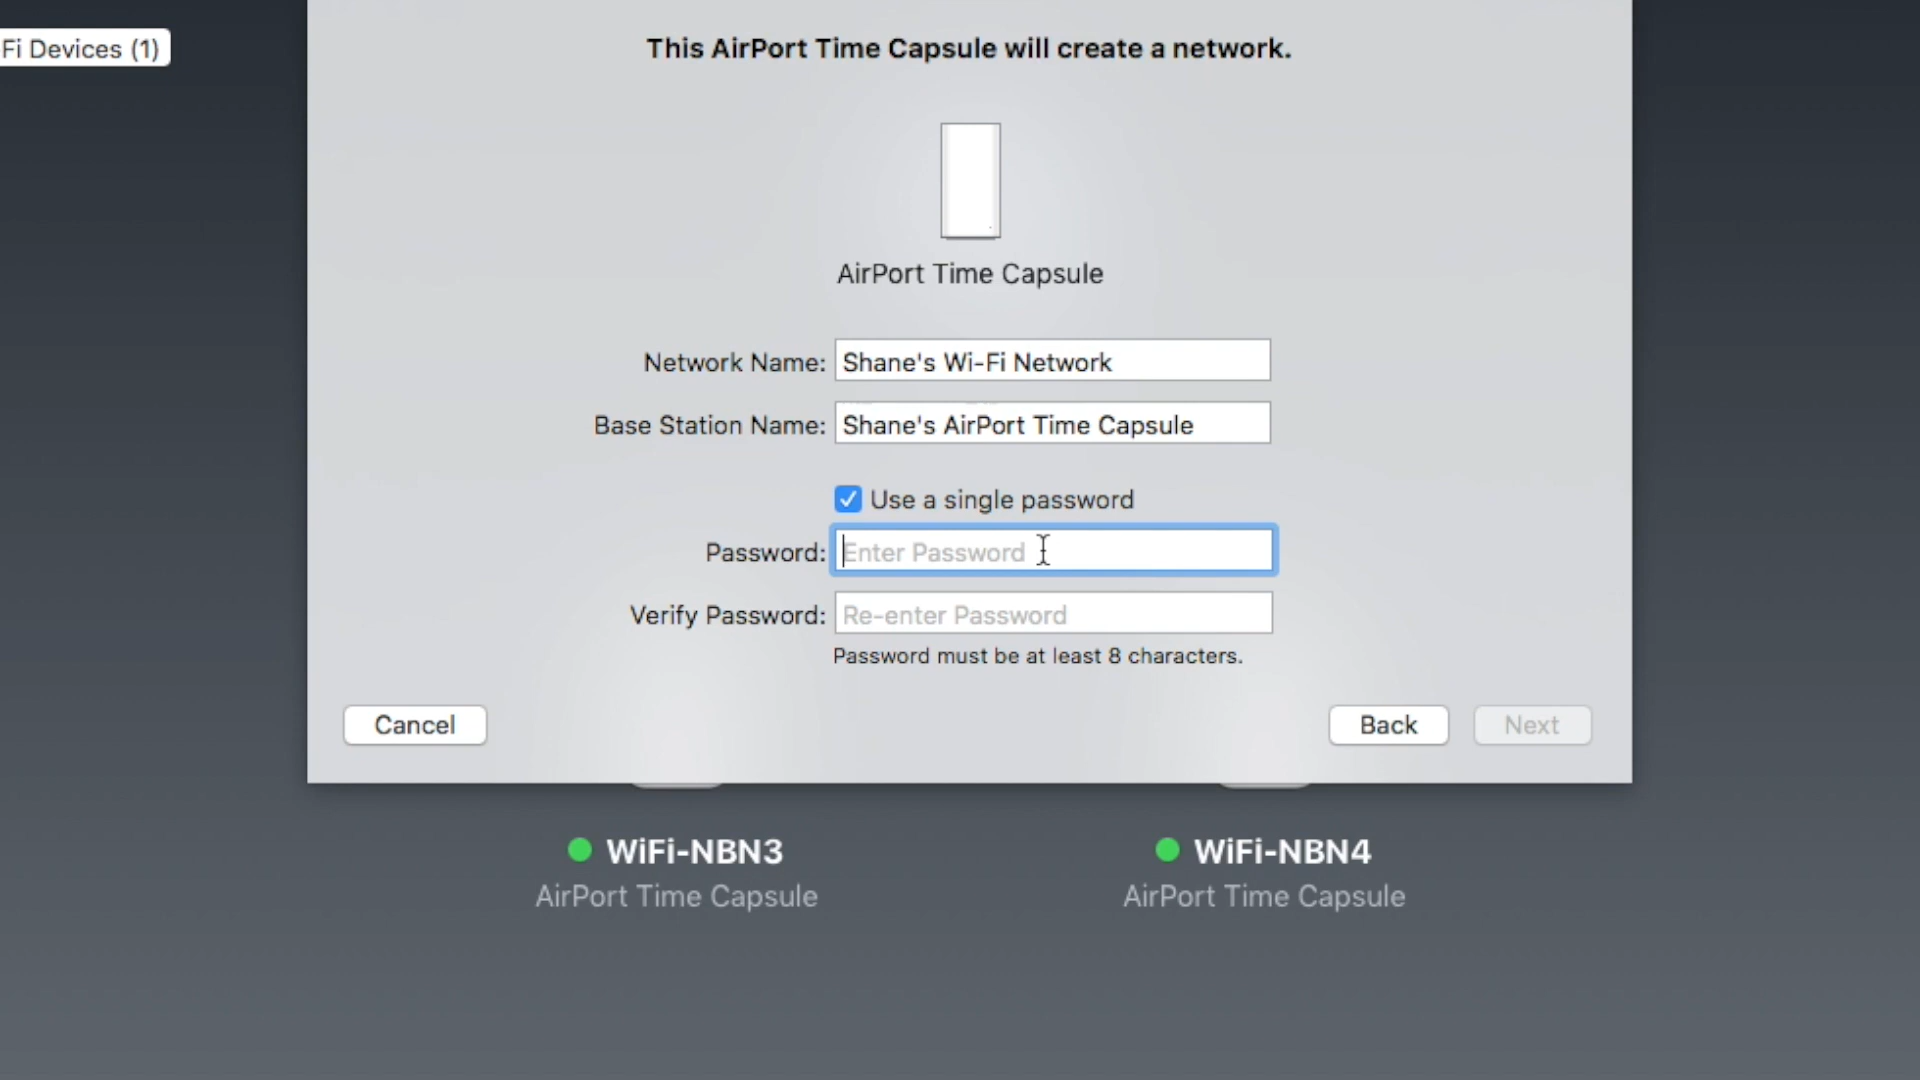 Fi Devices (1)
This AirPort Time Capsule will create a network.
AirPort Time Capsule
Network Name: Shane's Wi-Fi Network
Base Station Name: Shane's AirPort Time Capsule
Use a single password
Password: Enter Password
Verify Password: Re-enter Password
Password must be at least 8 characters.
Cancel Back Next
WiFi-NBN3 WiFi-NBN4
AirPort Time Capsule AirPort Time Capsule